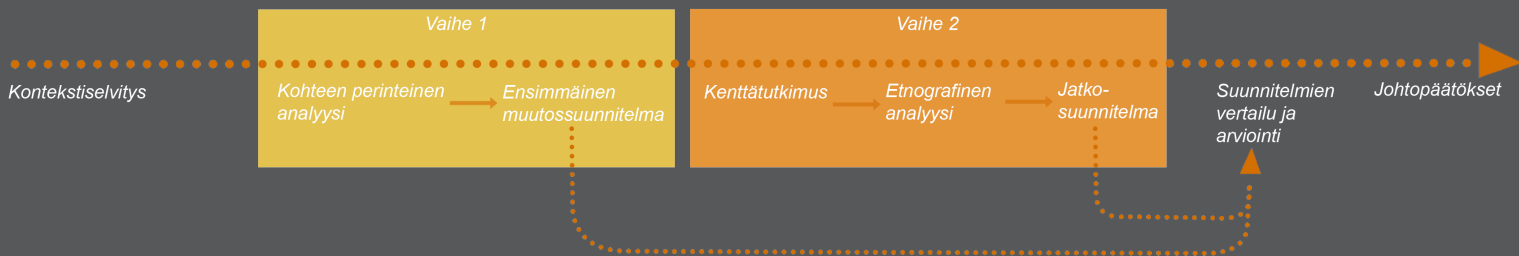 Vaihe 1
Vaihe 2
Kontekstiselvitys
Kohteen perinteinen
analyysi
Ensimmäinen
muutossuunnitelma
Kenttätutkimus
Etnografinen
analyysi
Jatko-
suunnitelma
Suunnitelmien
vertailu ja
arviointi
Johtopäätökset